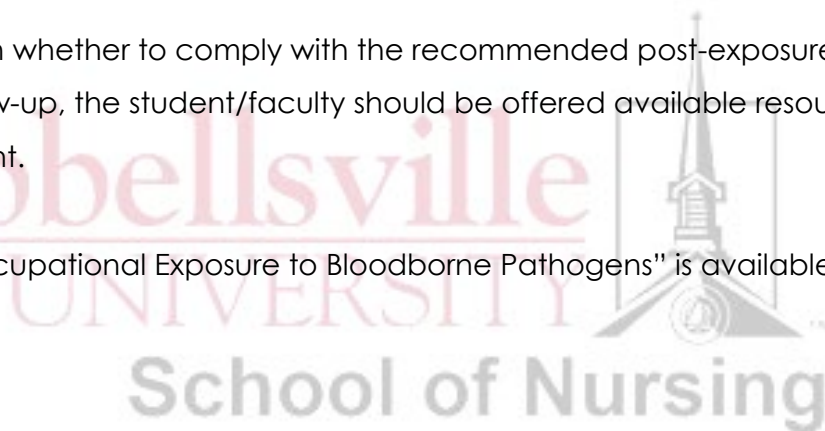 n whether to comply with the recommended post-exposure
w-up, the student/faculty should be offered available resou
nt.
bellsville
cupational Exposure to Bloodborne Pathogens” is available
UNIVERSITY
School of Nursing